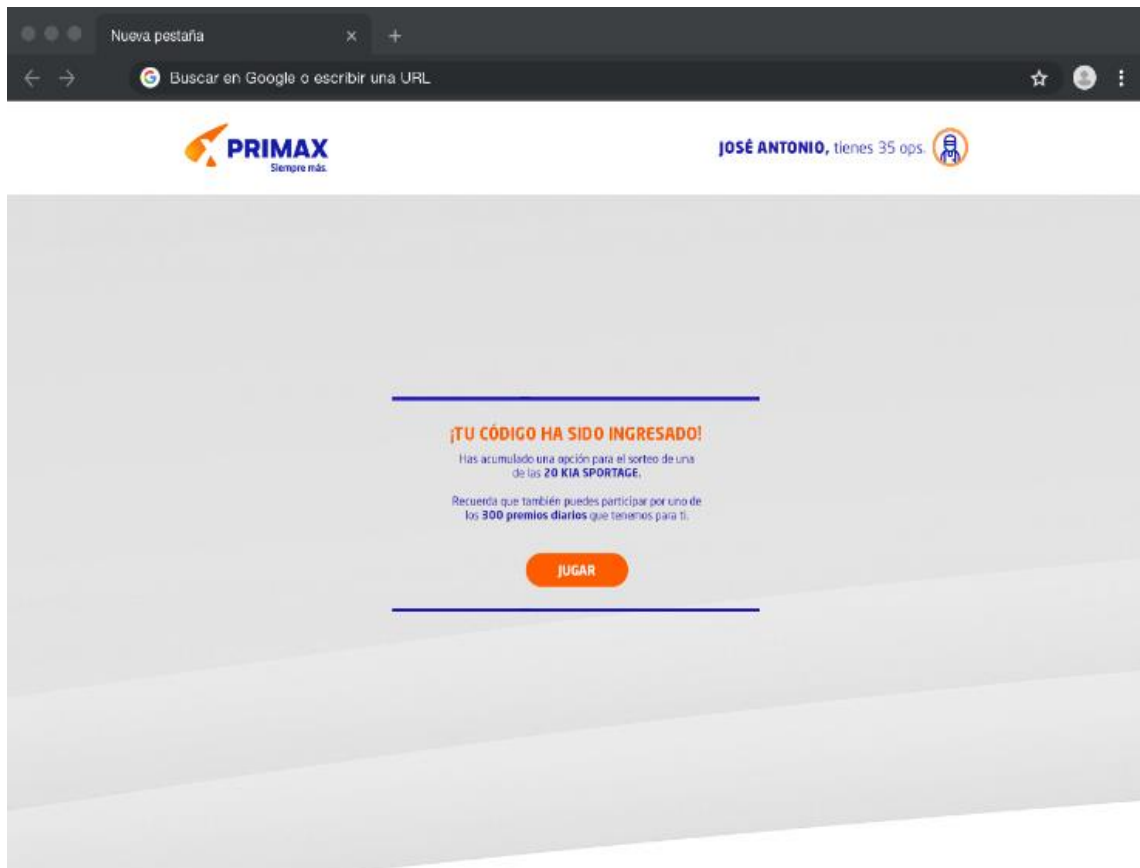 Nueva pestaña
Buscar en Google o escribir una URL
PRIMAX
Siempre más.
JOSÉ ANTONIO, tienes 35 ops.
¡TU CÓDIGO HA SIDO INGRESADO!
Has acumulado una opción para el sorteo de una
de las 20 KIA SPORTAGE.
Recuerda que también puedes participar por uno de
los 300 premios diarios que tenemos para ti.
JUGAR